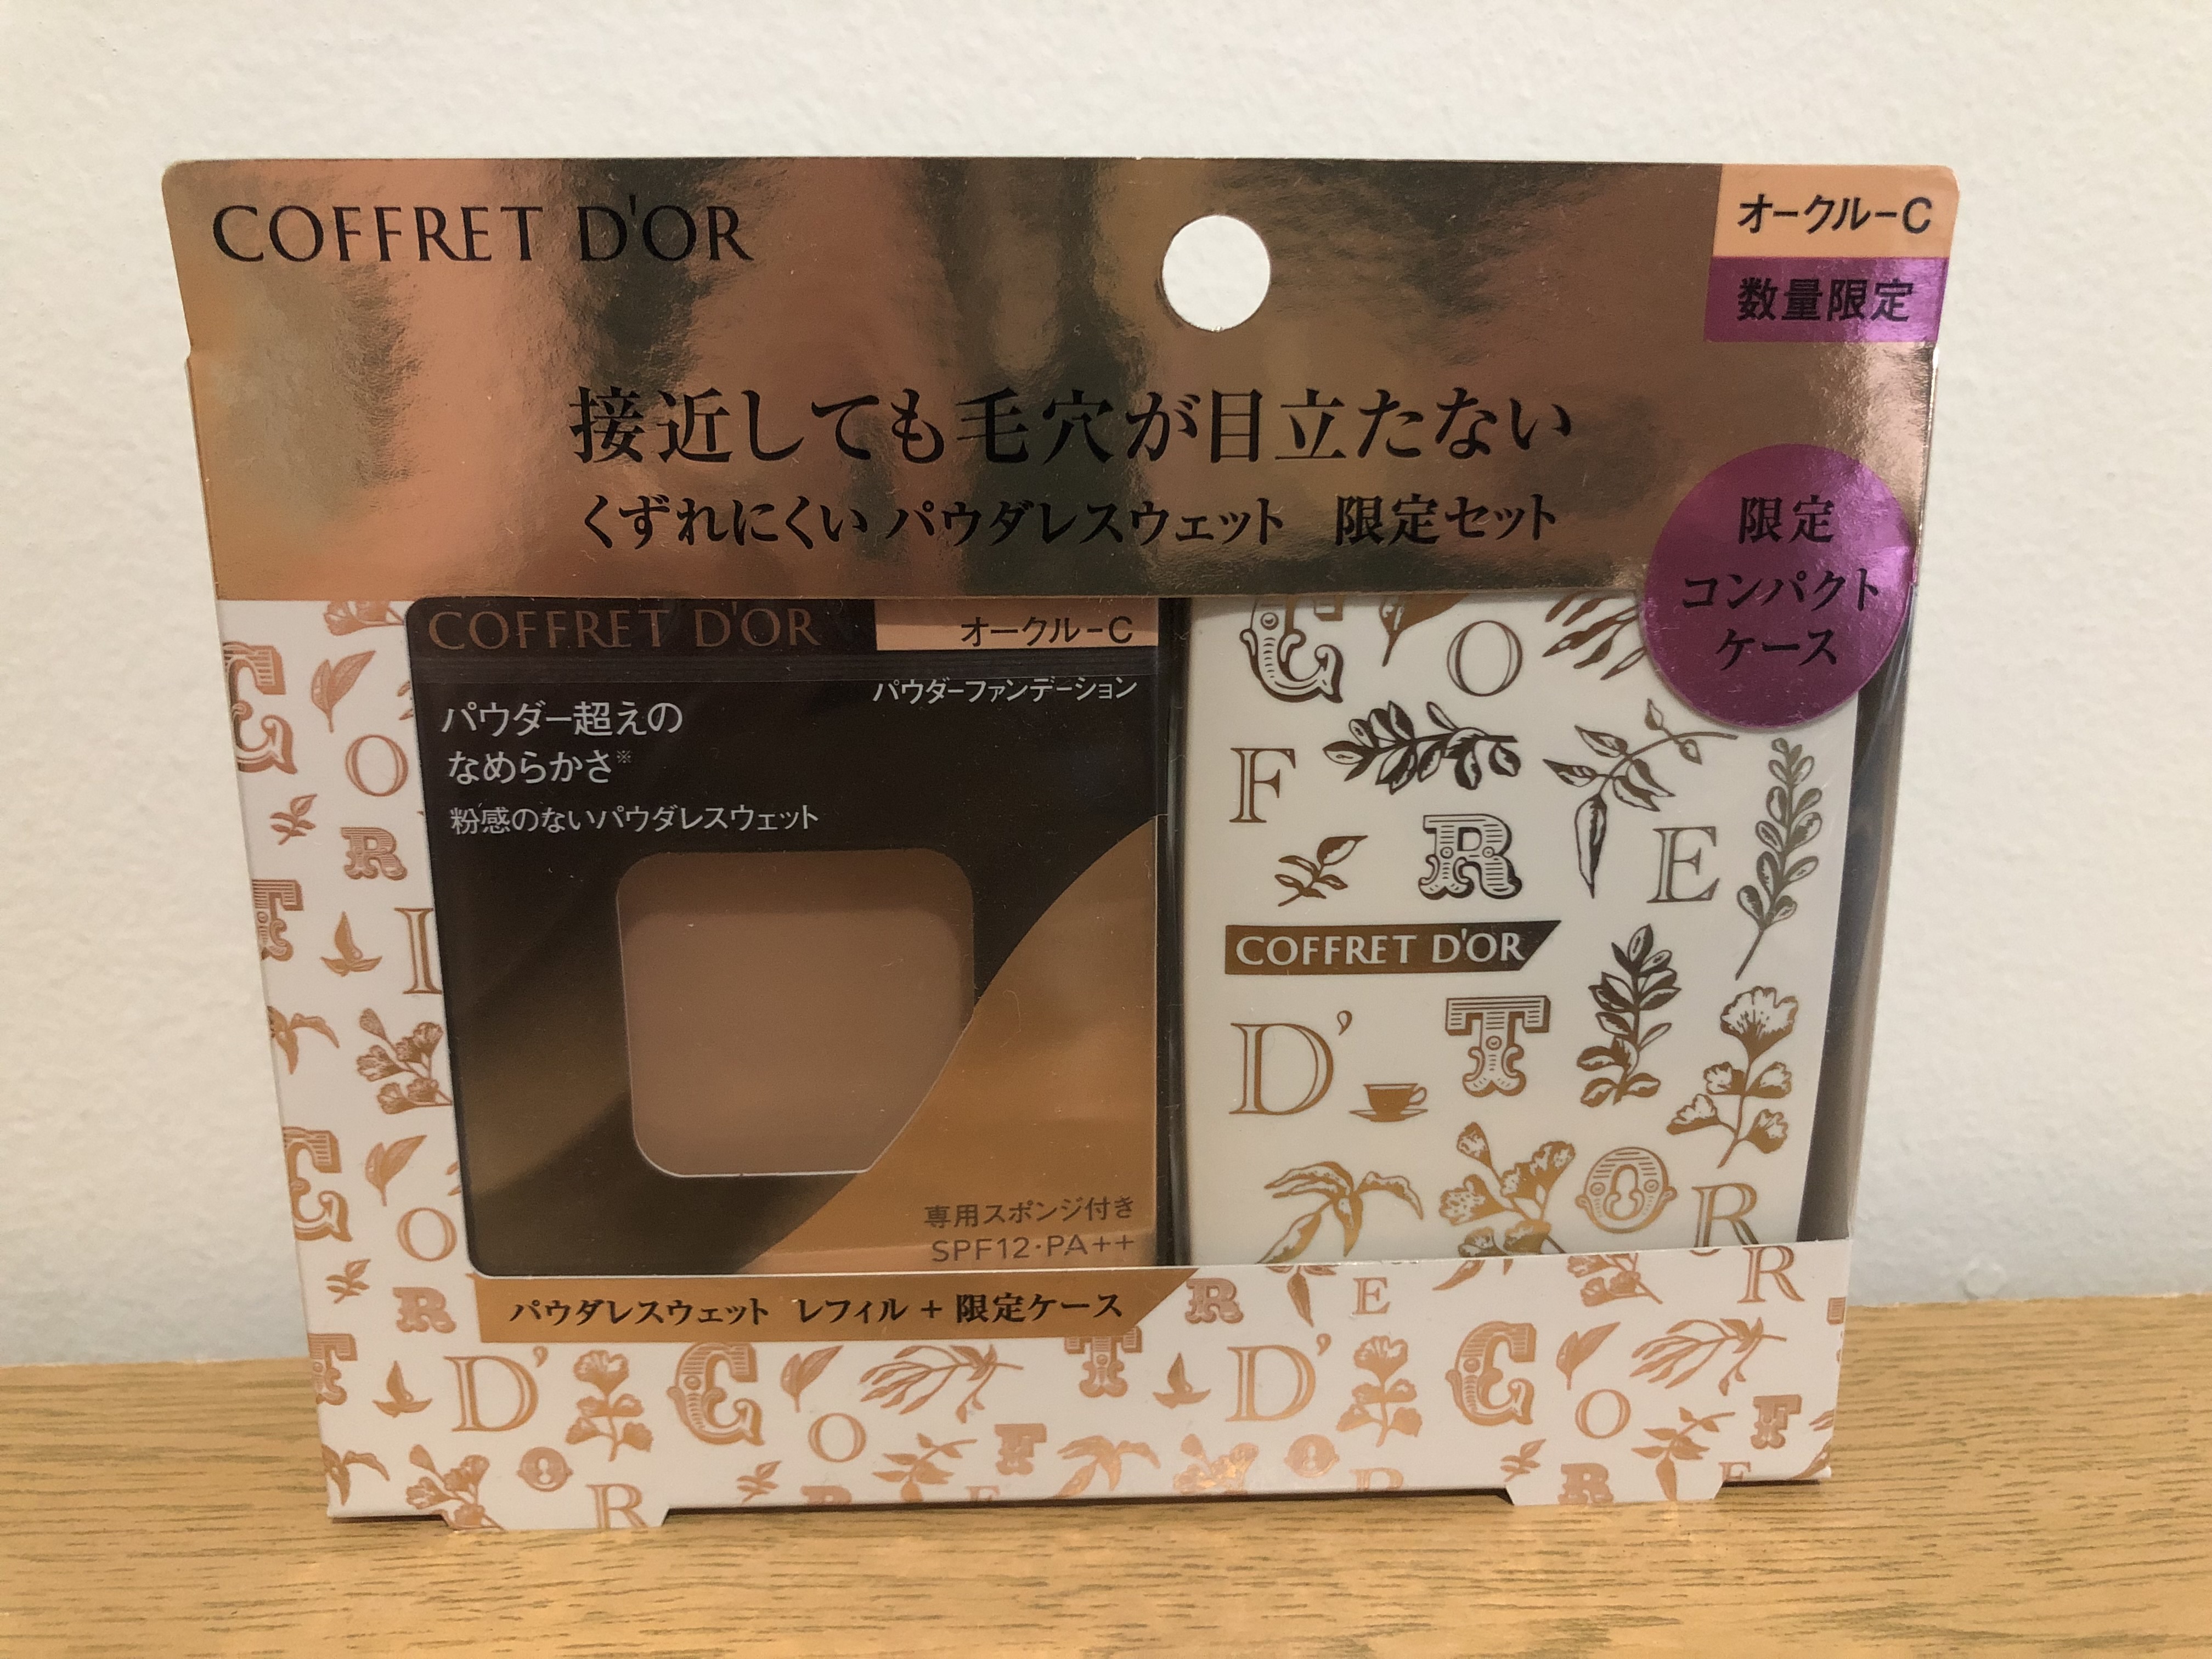 COFFRET D'OR
オークル-C
数量限定
接近しても毛穴が目立たない
くずれにくい パウダレスウェット 限定セット
限定
コンパクト
ケース
COFFRET D'OR
オークル-C
パウダーファンデーション
パウダー超えの
なめらかさ※
粉感のないパウダレスウェット
専用スポンジ付き
SPF12・PA++
パウダレスウェット レフィル + 限定ケース
C O
F
R E
COFFRET D'OR
D' T
O R
C
O
R
F
I
C
O
R
R E R
T D' C T D' C
O O
F F
O O
R R R